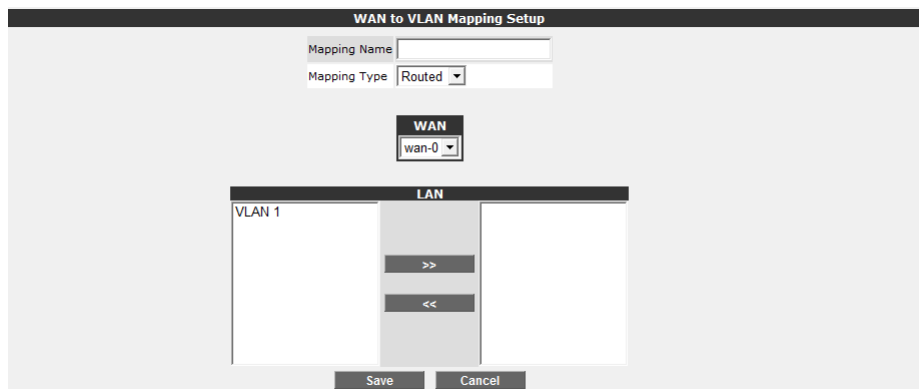 WAN to VLAN Mapping Setup
Mapping Name
Mapping Type Routed
WAN
wan-0
LAN
VLAN 1
>>
<<
Save Cancel